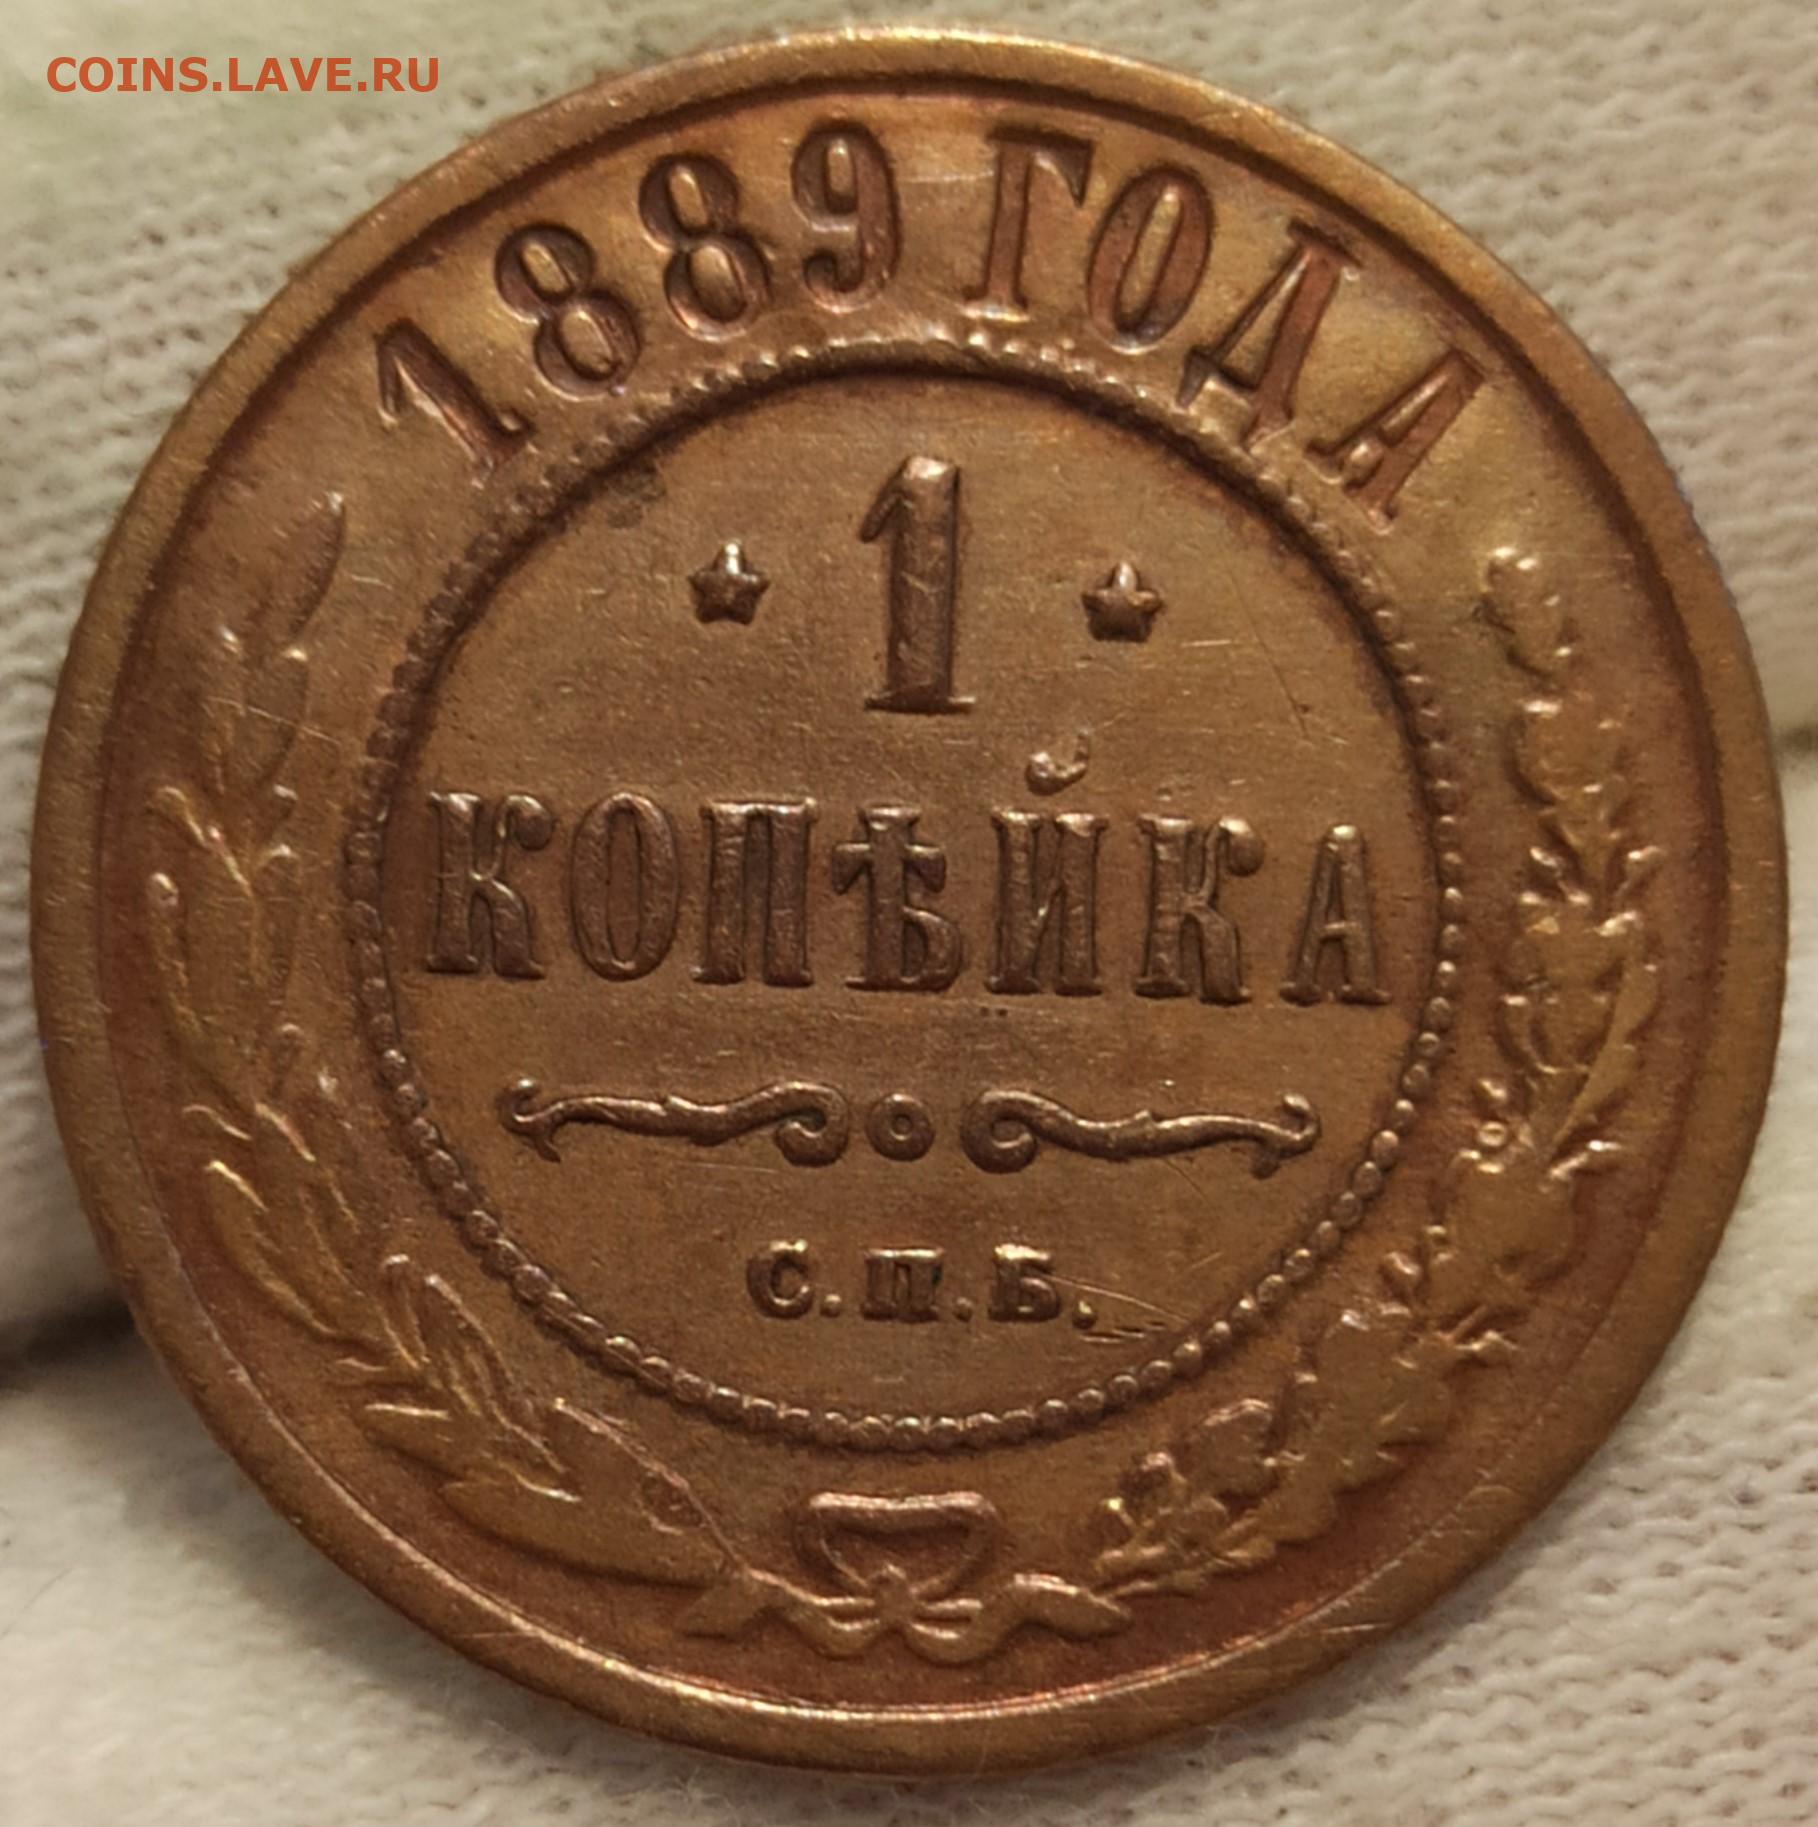 COINS.LAVE.RU
1889 ГОДА
1
КОПѢЙКА
С.П.Б.